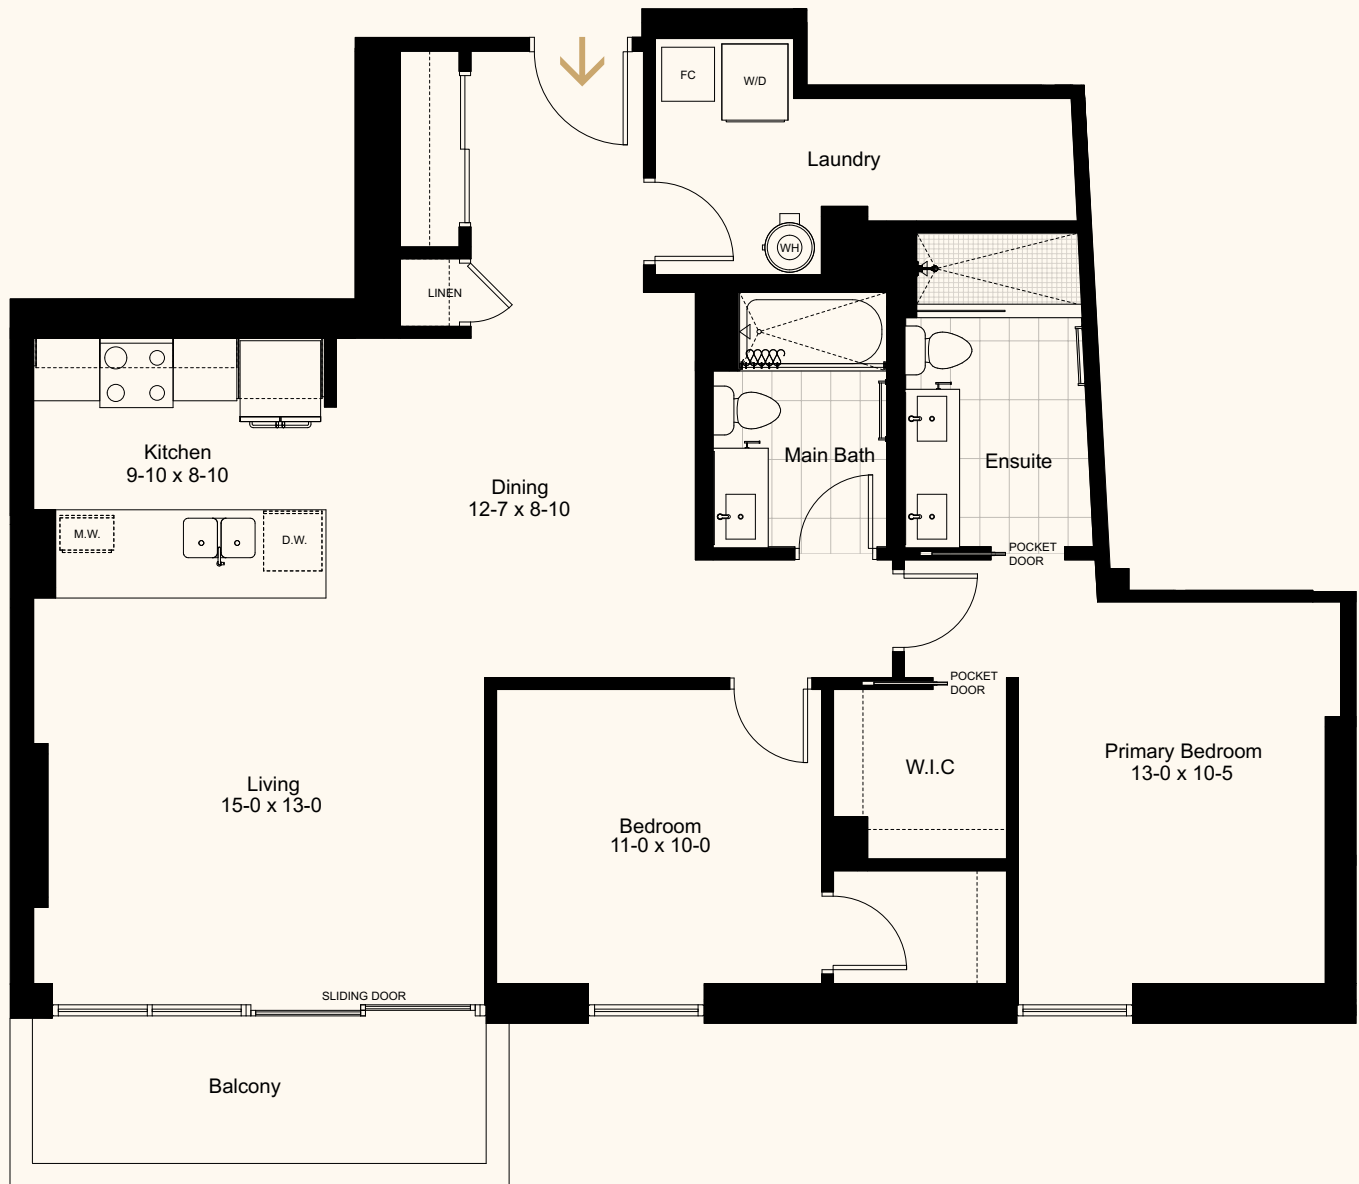 FC
W/D
Laundry
WH
LINEN
Kitchen
9-10 x 8-10
Main Bath
Ensuite
Dining
12-7 x 8-10
M.W.
D.W.
POCKET
DOOR
POCKET
DOOR
Living
15-0 x 13-0
Bedroom
11-0 x 10-0
W.I.C
Primary Bedroom
13-0 x 10-5
SLIDING DOOR
Balcony